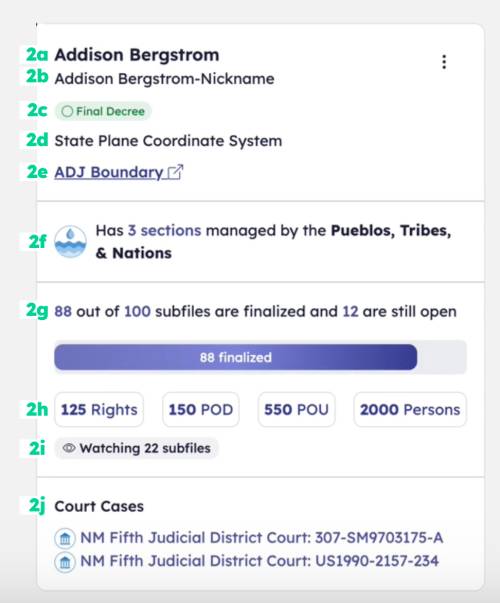 2a Addison Bergstrom
2b Addison Bergstrom-Nickname
2c Final Decree
2d State Plane Coordinate System
2e ADJ Boundary
2f Has 3 sections managed by the Pueblos, Tribes,
& Nations
2g 88 out of 100 subfiles are finalized and 12 are still open
88 finalized
2h 125 Rights 150 POD 550 POU 2000 Persons
2i Watching 22 subfiles
2j Court Cases
NM Fifth Judicial District Court: 307-SM9703175-A
NM Fifth Judicial District Court: US1990-2157-234